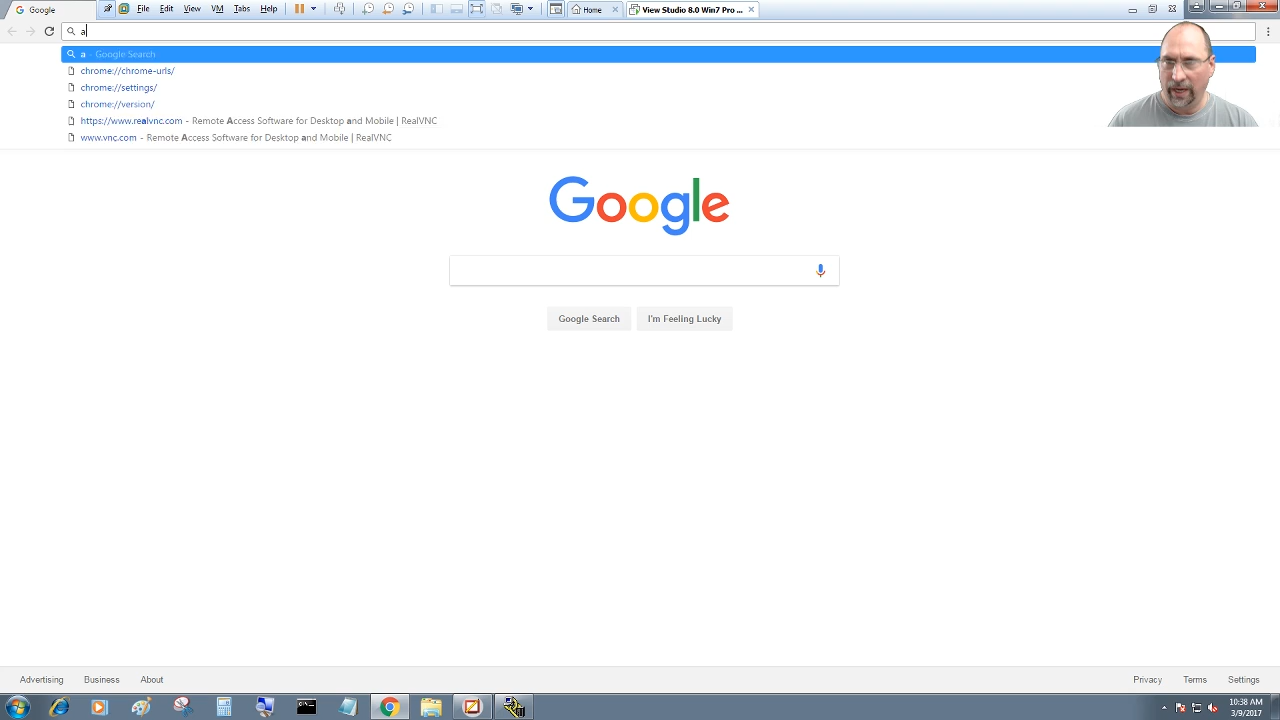 Google
File Edit View VM Tabs Help
Home
View Studio 8.0 Win7 Pro ...
a
a - Google Search
chrome://chrome-urls/
chrome://settings/
chrome://version/
https://www.realvnc.com - Remote Access Software for Desktop and Mobile | RealVNC
www.vnc.com - Remote Access Software for Desktop and Mobile | RealVNC
Google
Google Search
I'm Feeling Lucky
Advertising Business About
Privacy Terms Settings
10:38 AM
3/9/2017